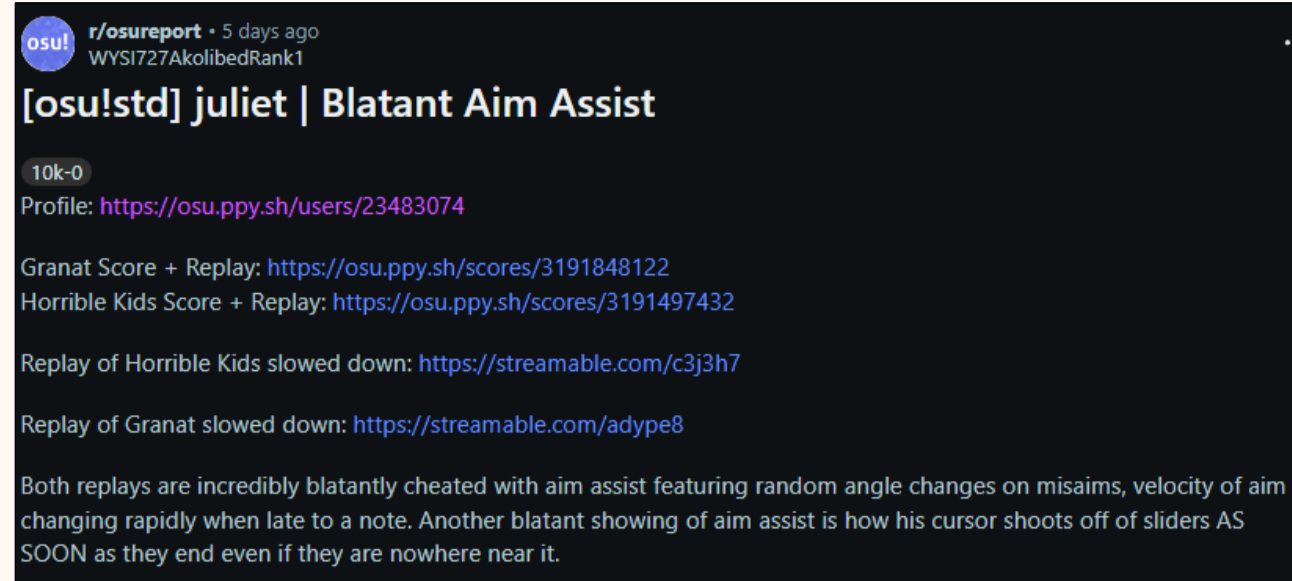 osu!
r/osureport • 5 days ago
WYSI727AkolibedRank1
[osu!std] juliet | Blatant Aim Assist
10k-0
Profile: https://osu.ppy.sh/users/23483074
Granat Score + Replay: https://osu.ppy.sh/scores/3191848122
Horrible Kids Score + Replay: https://osu.ppy.sh/scores/3191497432
Replay of Horrible Kids slowed down: https://streamable.com/c3j3h7
Replay of Granat slowed down: https://streamable.com/adype8
Both replays are incredibly blatantly cheated with aim assist featuring random angle changes on misaims, velocity of aim
changing rapidly when late to a note. Another blatant showing of aim assist is how his cursor shoots off of sliders AS
SOON as they end even if they are nowhere near it.